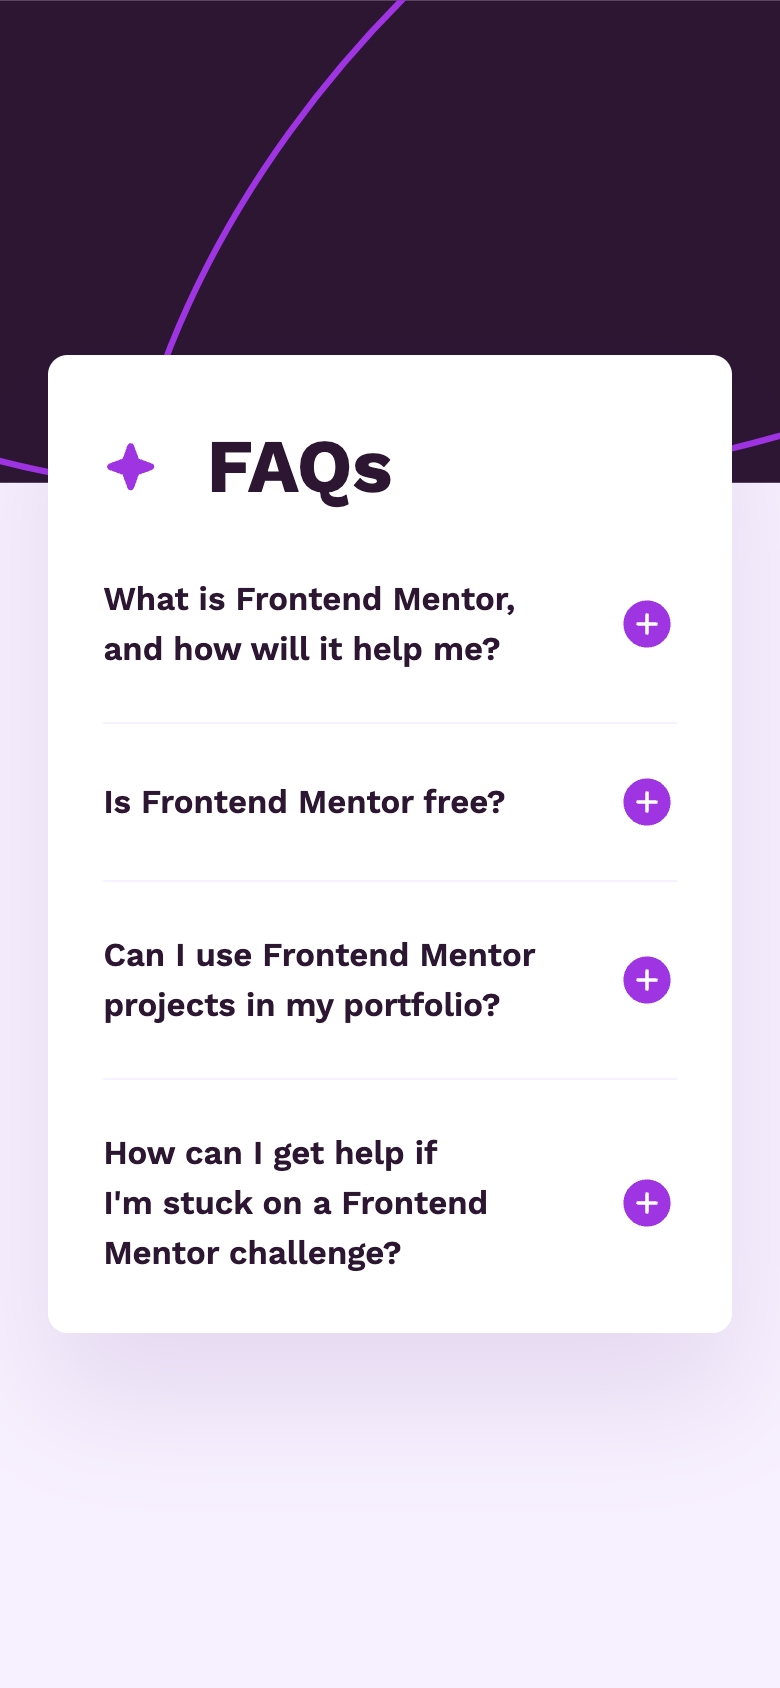 FAQs
What is Frontend Mentor,
and how will it help me?
Is Frontend Mentor free?
Can I use Frontend Mentor
projects in my portfolio?
How can I get help if
I'm stuck on a Frontend
Mentor challenge?